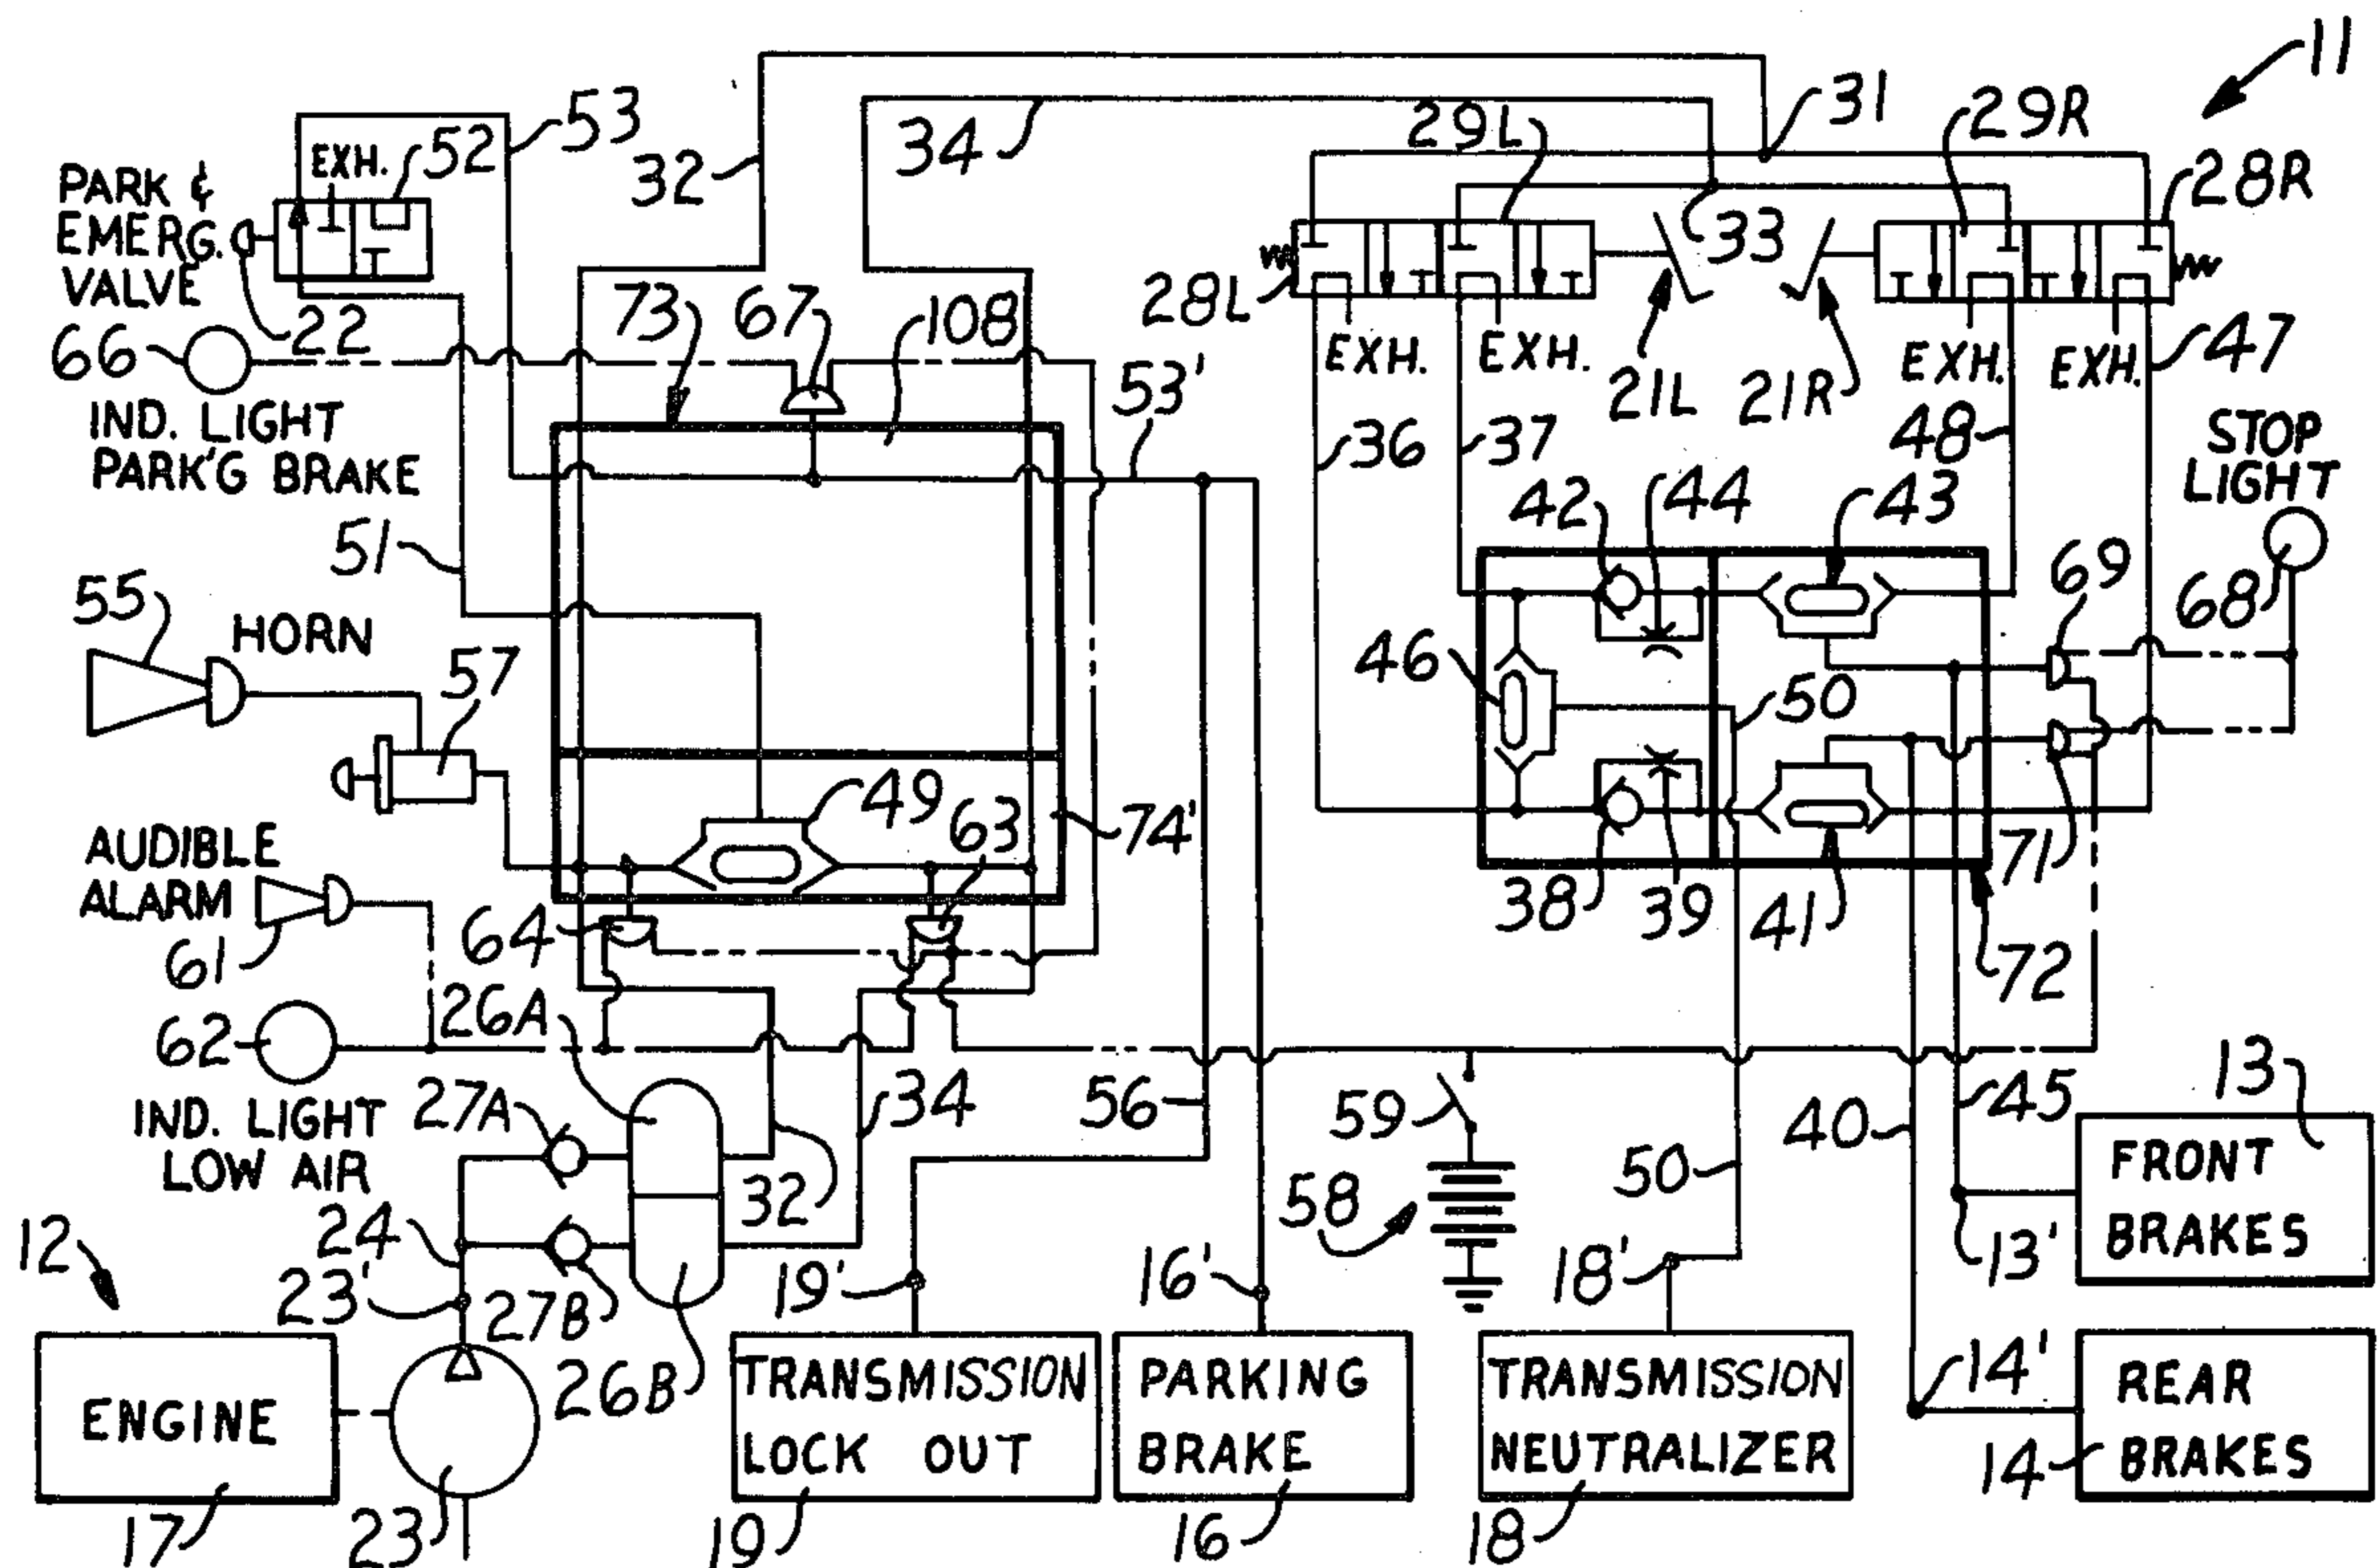 11
31
53
32
34
29L
29R
28R
EXH.
52
PARK &
EMERG.
VALVE
22
33
28L
73
67
108
66
EXH.
EXH.
21L
21R
EXH.
EXH.
47
IND. LIGHT
PARK'G BRAKE
53'
36
37
48
STOP
LIGHT
42
44
43
51
69
68
55
HORN
57
46
50
49
63
74'
AUDIBLE
ALARM
61
64
38
39
41
71
72
62
26A
IND. LIGHT
LOW AIR
27A
34
56
59
40
45
13
FRONT
BRAKES
13'
32
58
50
24
12
23'
27B
19'
16'
18'
26B
14'
ENGINE
TRANSMISSION
LOCK OUT
PARKING
BRAKE
TRANSMISSION
NEUTRALIZER
REAR
BRAKES
14
17
23
19
16
18